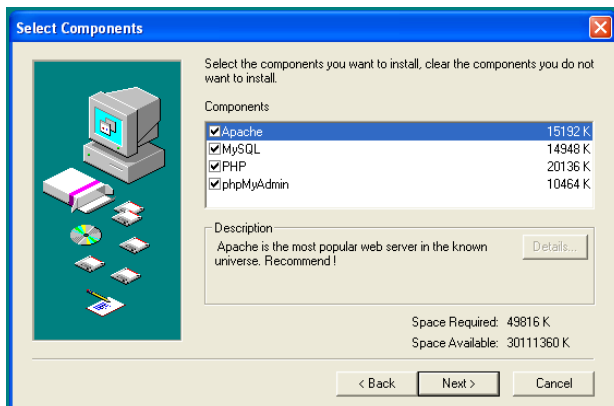 Select Components
Select the components you want to install, clear the components you do not
want to install.
Components
Apache 15192 K
MySQL 14948 K
PHP 20136 K
phpMyAdmin 10464 K
Description
Apache is the most popular web server in the known
universe. Recommend !
Details...
Space Required: 49816 K
Space Available: 30111360 K
< Back Next > Cancel